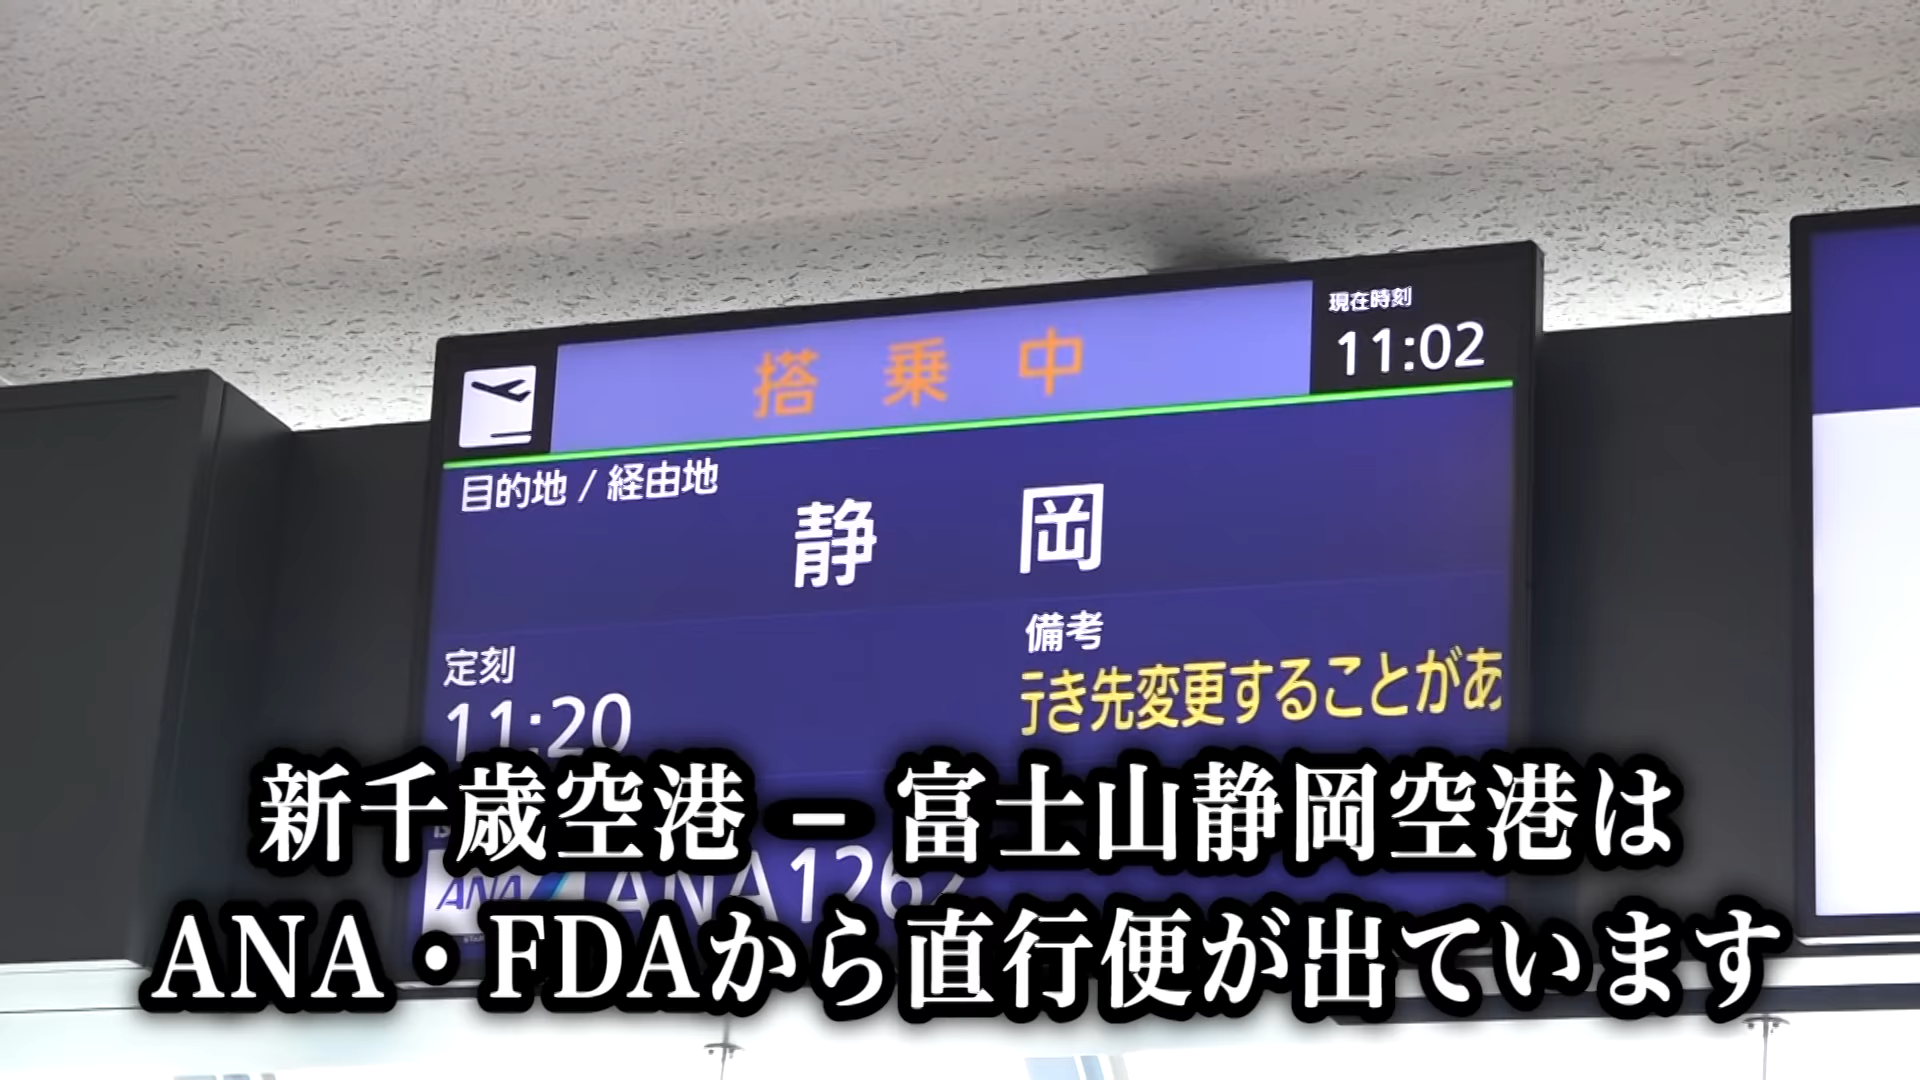 搭乗中
現在時刻
11:02
目的地 / 経由地
静岡
定刻
11:20
備考
行き先変更することがあ
ANA
ANA1262
新千歳空港 – 富士山静岡空港は
ANA・FDAから直行便が出ています